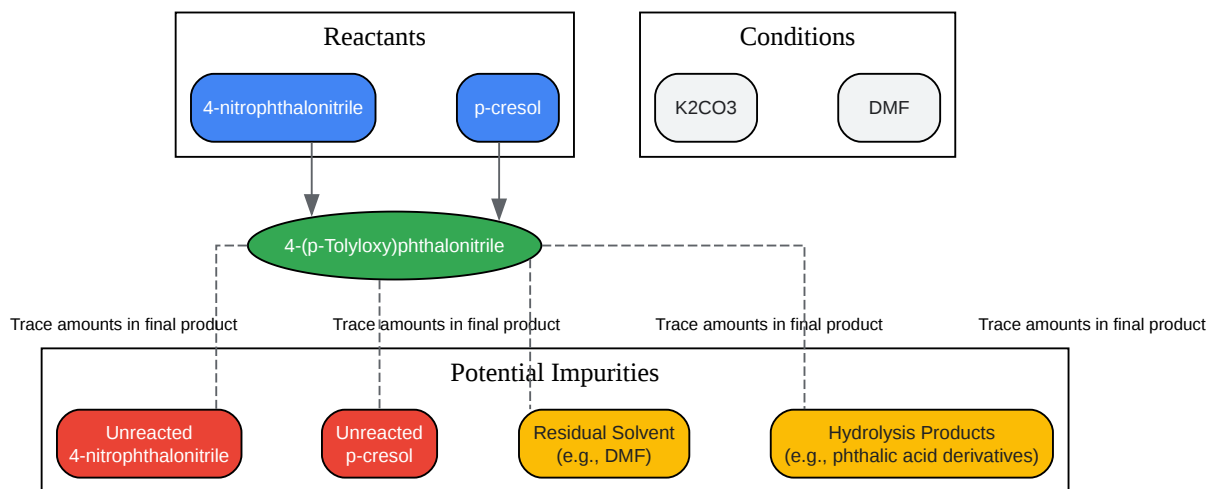 Reactants
Conditions
4-nitrophthalonitrile
p-cresol
K2CO3
DMF
4-(p-Tolyloxy)phthalonitrile
Trace amounts in final product
Trace amounts in final product
Trace amounts in final product
Trace amounts in final product
Potential Impurities
Unreacted
4-nitrophthalonitrile
Unreacted
p-cresol
Residual Solvent
(e.g., DMF)
Hydrolysis Products
(e.g., phthalic acid derivatives)